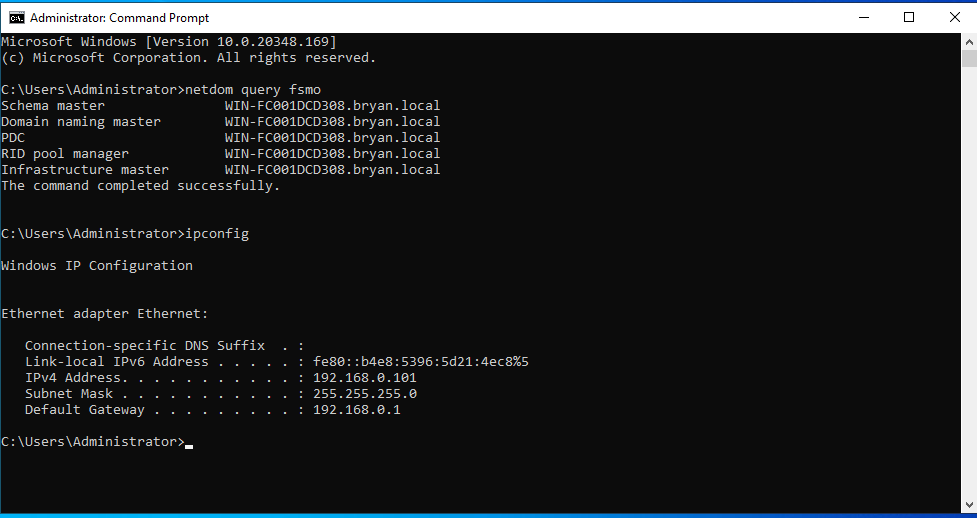 Administrator: Command Prompt
Microsoft Windows [Version 10.0.20348.169]
(c) Microsoft Corporation. All rights reserved.
C:\Users\Administrator>netdom query fsmo
Schema master               WIN-FC001DCD308.bryan.local
Domain naming master        WIN-FC001DCD308.bryan.local
PDC                         WIN-FC001DCD308.bryan.local
RID pool manager            WIN-FC001DCD308.bryan.local
Infrastructure master       WIN-FC001DCD308.bryan.local
The command completed successfully.
C:\Users\Administrator>ipconfig
Windows IP Configuration
Ethernet adapter Ethernet:
   Connection-specific DNS Suffix  . :
   Link-local IPv6 Address . . . . . : fe80::b4e8:5396:5d21:4ec8%5
   IPv4 Address. . . . . . . . . . . : 192.168.0.101
   Subnet Mask . . . . . . . . . . . : 255.255.255.0
   Default Gateway . . . . . . . . . : 192.168.0.1
C:\Users\Administrator>